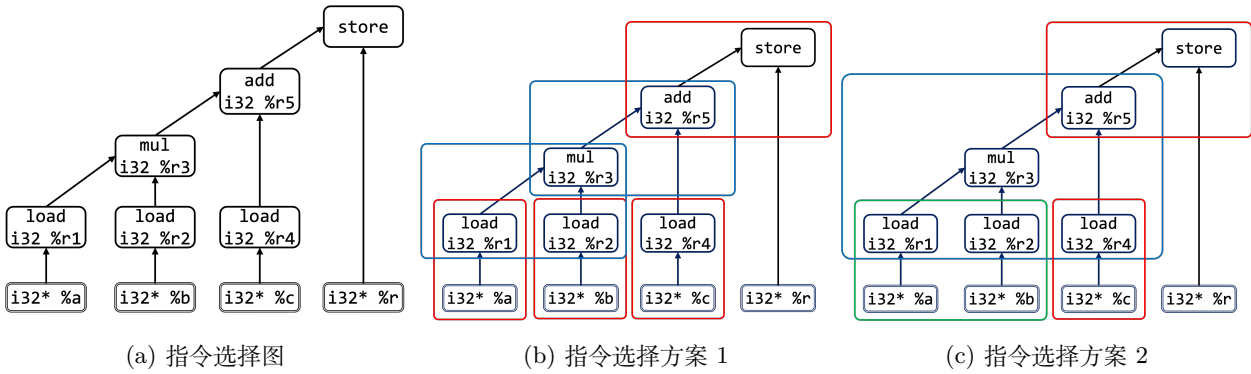 store
add
i32 %r5
mul
i32 %r3
load
i32 %r1
load
i32 %r2
load
i32 %r4
i32* %a
i32* %b
i32* %c
i32* %r
(a) 指令选择图
store
add
i32 %r5
mul
i32 %r3
load
i32 %r1
load
i32 %r2
load
i32 %r4
i32* %a
i32* %b
i32* %c
i32* %r
(b) 指令选择方案 1
store
add
i32 %r5
mul
i32 %r3
load
i32 %r1
load
i32 %r2
load
i32 %r4
i32* %a
i32* %b
i32* %c
i32* %r
(c) 指令选择方案 2